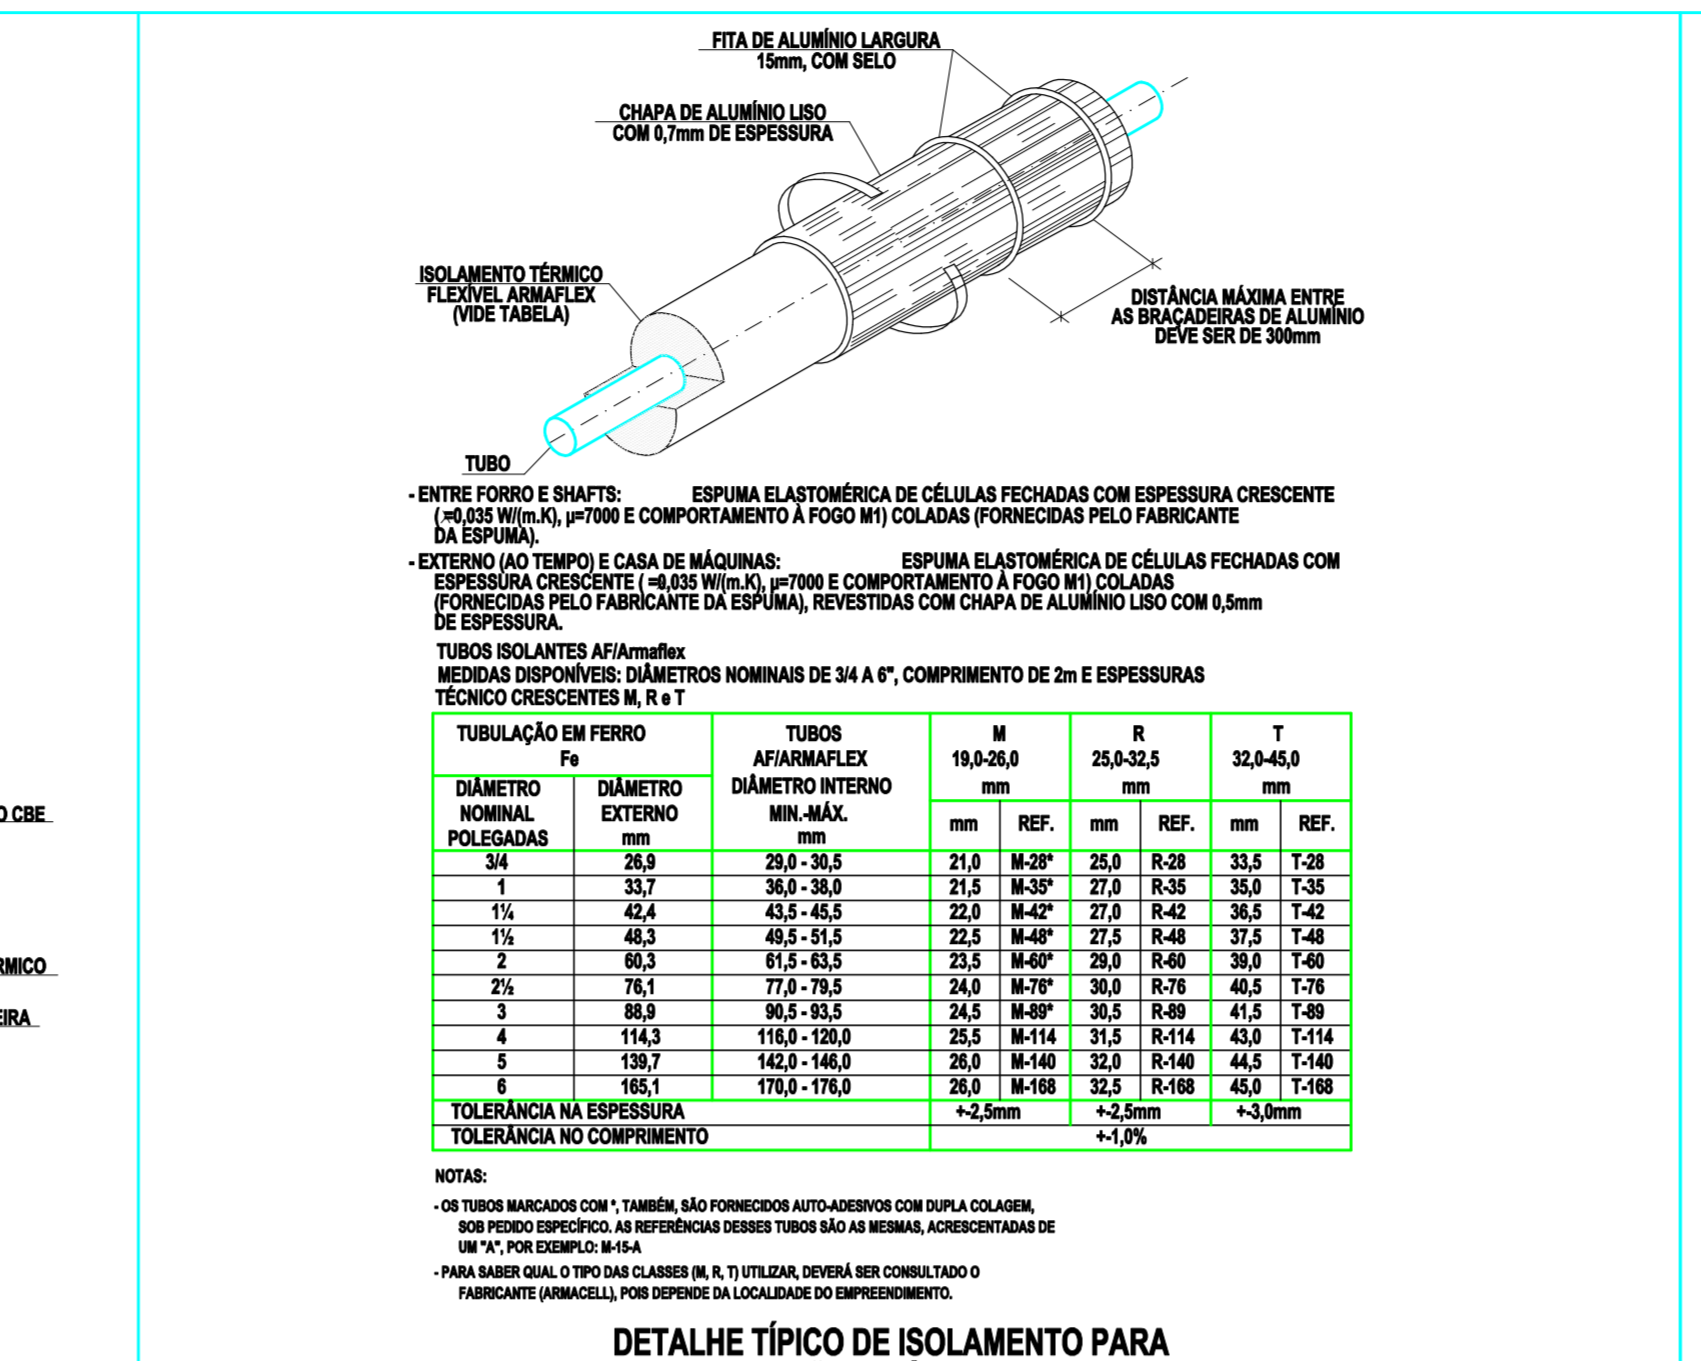 FITA DE ALUMÍNIO LARGURA
15mm, COM SELO
CHAPA DE ALUMÍNIO LISO
COM 0,7mm DE ESPESSURA
ISOLAMENTO TÉRMICO
FLEXÍVEL ARMAFLEX
(VIDE TABELA)
DISTÂNCIA MÁXIMA ENTRE
AS BRAÇADEIRAS DE ALUMÍNIO
DEVE SER DE 300mm
TUBO
- ENTRE FORRO E SHAFTS: ESPUMA ELASTOMÉRICA DE CÉLULAS FECHADAS COM ESPESSURA CRESCENTE
( =0,035 W/(m.K), µ=7000 E COMPORTAMENTO À FOGO M1) COLADAS (FORNECIDAS PELO FABRICANTE
DA ESPUMA).
- EXTERNO (AO TEMPO) E CASA DE MÁQUINAS: ESPUMA ELASTOMÉRICA DE CÉLULAS FECHADAS COM
ESPESSURA CRESCENTE ( =0,035 W/(m.K), µ=7000 E COMPORTAMENTO À FOGO M1) COLADAS
(FORNECIDAS PELO FABRICANTE DA ESPUMA), REVESTIDAS COM CHAPA DE ALUMÍNIO LISO COM 0,5mm
DE ESPESSURA.
TUBOS ISOLANTES AF/Armaflex
MEDIDAS DISPONÍVEIS: DIÂMETROS NOMINAIS DE 3/4 A 6", COMPRIMENTO DE 2m E ESPESSURAS
TÉCNICO CRESCENTES M, R e T
TUBULAÇÃO EM FERRO TUBOS M R T
Fe AF/ARMAFLEX 19,0-26,0 25,0-32,5 32,0-45,0
DIÂMETRO DIÂMETRO DIÂMETRO INTERNO mm mm mm
NOMINAL EXTERNO MIN.-MÁX. mm REF. mm REF. mm REF.
POLEGADAS mm mm
3/4 26,9 29,0 - 30,5 21,0 M-28* 25,0 R-28 33,5 T-28
1 33,7 36,0 - 38,0 21,5 M-35* 27,0 R-35 35,0 T-35
1¼ 42,4 43,5 - 45,5 22,0 M-42* 27,0 R-42 36,5 T-42
1½ 48,3 49,5 - 51,5 22,5 M-48* 27,5 R-48 37,5 T-48
2 60,3 61,5 - 63,5 23,5 M-60* 29,0 R-60 39,0 T-60
2½ 76,1 77,0 - 79,5 24,0 M-76* 30,0 R-76 40,5 T-76
3 88,9 90,5 - 93,5 24,5 M-89* 30,5 R-89 41,5 T-89
4 114,3 116,0 - 120,0 25,5 M-114 31,5 R-114 43,0 T-114
5 139,7 142,0 - 146,0 26,0 M-140 32,0 R-140 44,5 T-140
6 165,1 170,0 - 176,0 26,0 M-168 32,5 R-168 45,0 T-168
TOLERÂNCIA NA ESPESSURA +-2,5mm +-2,5mm +-3,0mm
TOLERÂNCIA NO COMPRIMENTO +-1,0%
NOTAS:
- OS TUBOS MARCADOS COM *, TAMBÉM, SÃO FORNECIDOS AUTO-ADESIVOS COM DUPLA COLAGEM,
SOB PEDIDO ESPECÍFICO. AS REFERÊNCIAS DESSES TUBOS SÃO AS MESMAS, ACRESCENTADAS DE
UM "A", POR EXEMPLO: M-15-A
- PARA SABER QUAL O TIPO DAS CLASSES (M, R, T) UTILIZAR, DEVERÁ SER CONSULTADO O
FABRICANTE (ARMACELL), POIS DEPENDE DA LOCALIDADE DO EMPREENDIMENTO.
DETALHE TÍPICO DE ISOLAMENTO PARA
O CBE
RMICO
EIRA